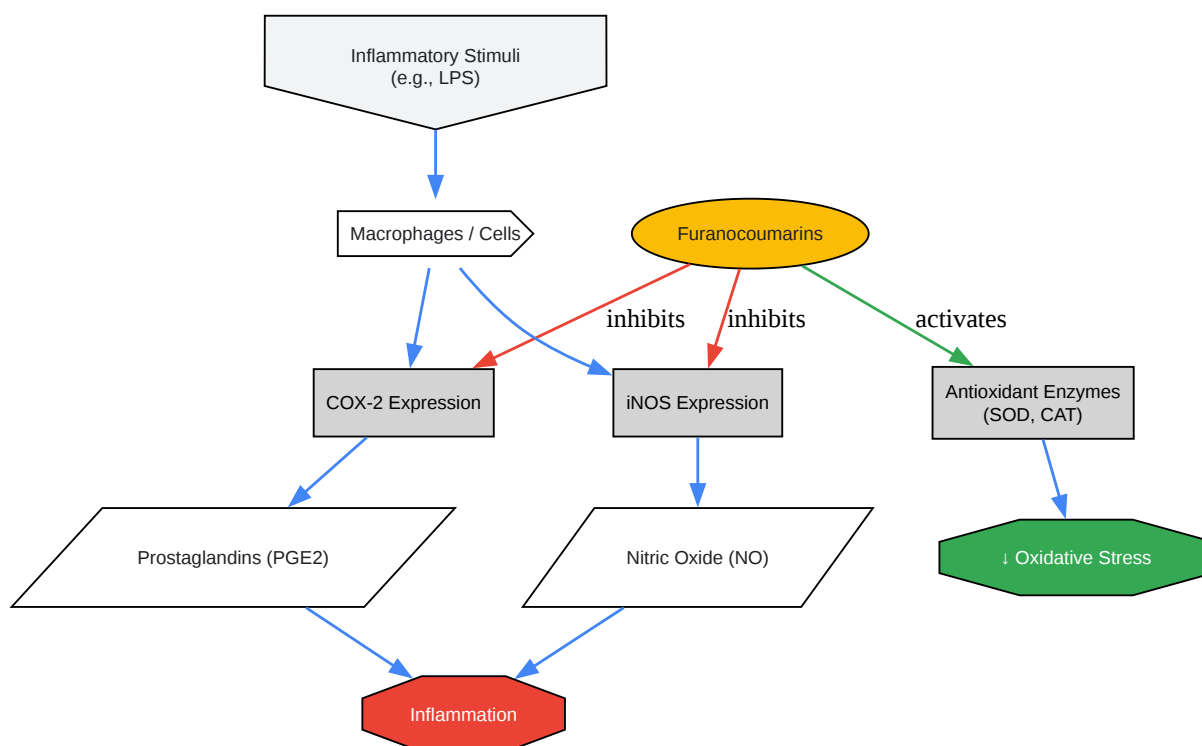 Inflammatory Stimuli
(e.g., LPS)
Macrophages / Cells
Furanocoumarins
inhibits
inhibits
activates
COX-2 Expression
iNOS Expression
Antioxidant Enzymes
(SOD, CAT)
Prostaglandins (PGE2)
Nitric Oxide (NO)
↓ Oxidative Stress
Inflammation